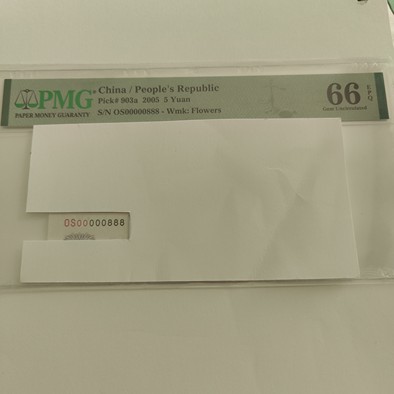 PMG
PAPER MONEY GUARANTY
China / People's Republic
Pick# 903a 2005 5 Yuan
S/N OS00000888 - Wmk: Flowers
66 EPQ
Gem Uncirculated
OS00000888